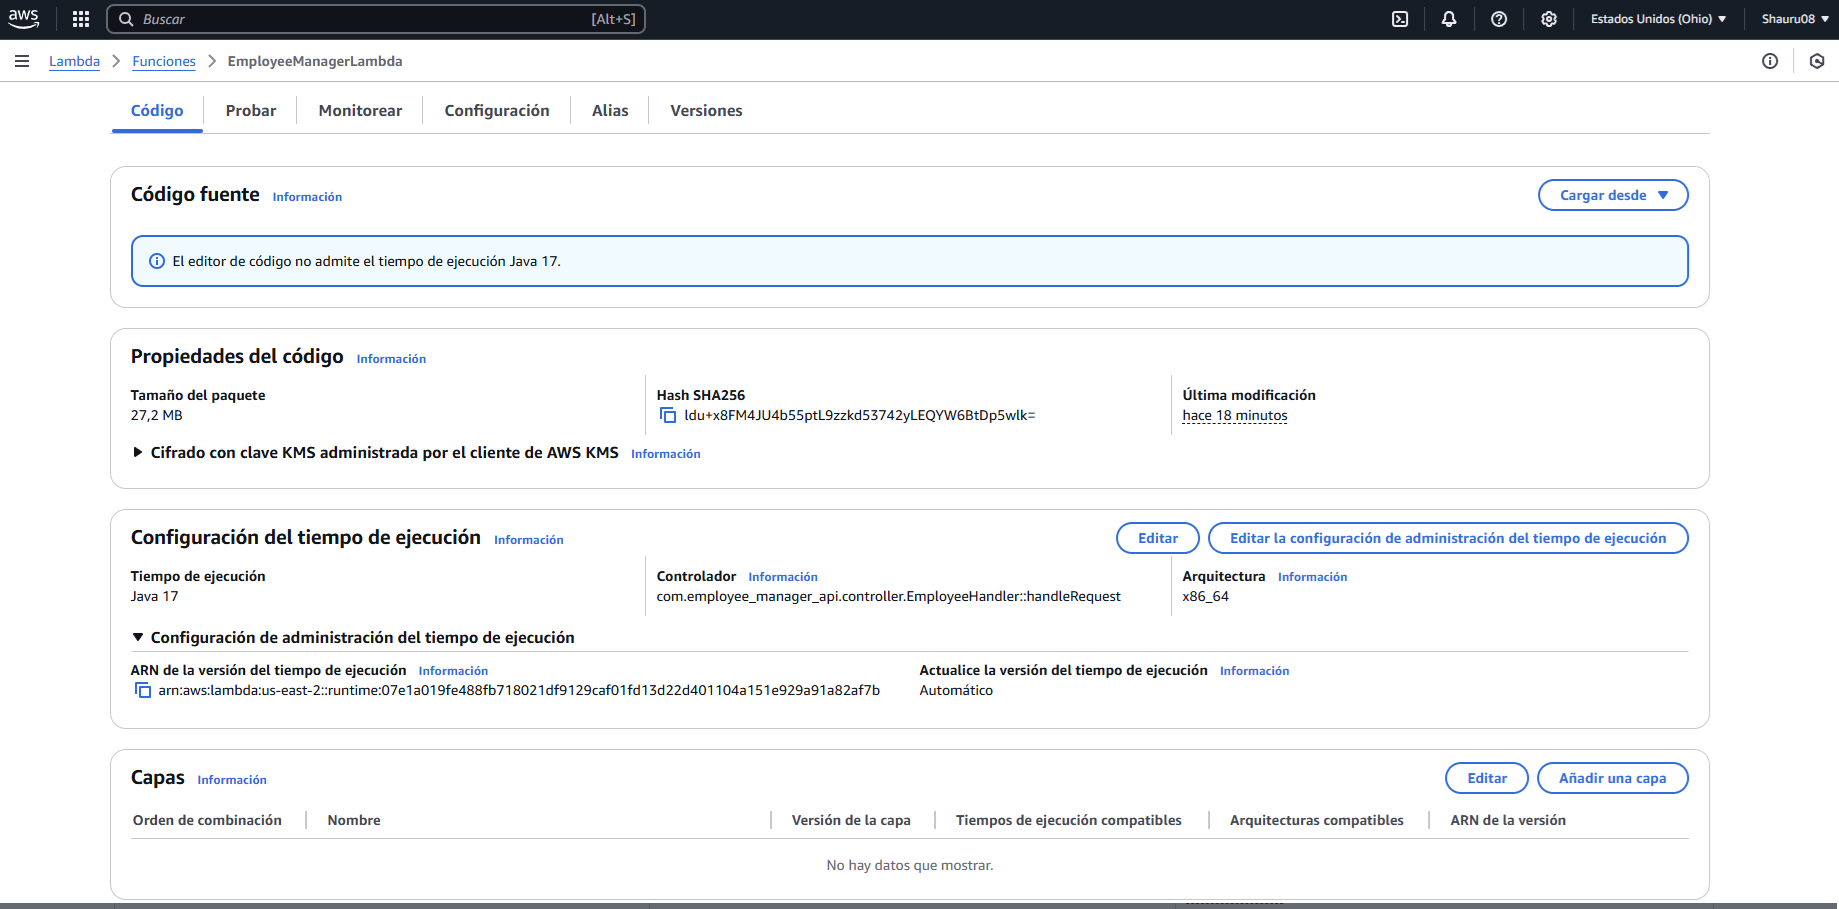 aws
Buscar [Alt+S] Estados Unidos (Ohio) Shauru08
Lambda Funciones EmployeeManagerLambda
Código Probar Monitorear Configuración Alias Versiones
Código fuente Información Cargar desde
El editor de código no admite el tiempo de ejecución Java 17.
Propiedades del código Información
Tamaño del paquete Hash SHA256 Última modificación
27,2 MB ldu+x8FM4JU4b55ptL9zzkd53742yLEQYW6BtDp5wlk= hace 18 minutos
Cifrado con clave KMS administrada por el cliente de AWS KMS Información
Configuración del tiempo de ejecución Información Editar Editar la configuración de administración del tiempo de ejecución
Tiempo de ejecución Controlador Información Arquitectura Información
Java 17 com.employee_manager_api.controller.EmployeeHandler::handleRequest x86_64
Configuración de administración del tiempo de ejecución
ARN de la versión del tiempo de ejecución Información Actualice la versión del tiempo de ejecución Información
arn:aws:lambda:us-east-2::runtime:07e1a019fe488fb718021df9129caf01fd13d22d401104a151e929a91a82af7b Automático
Capas Información Editar Añadir una capa
Orden de combinación Nombre Versión de la capa Tiempos de ejecución compatibles Arquitecturas compatibles ARN de la versión
No hay datos que mostrar.